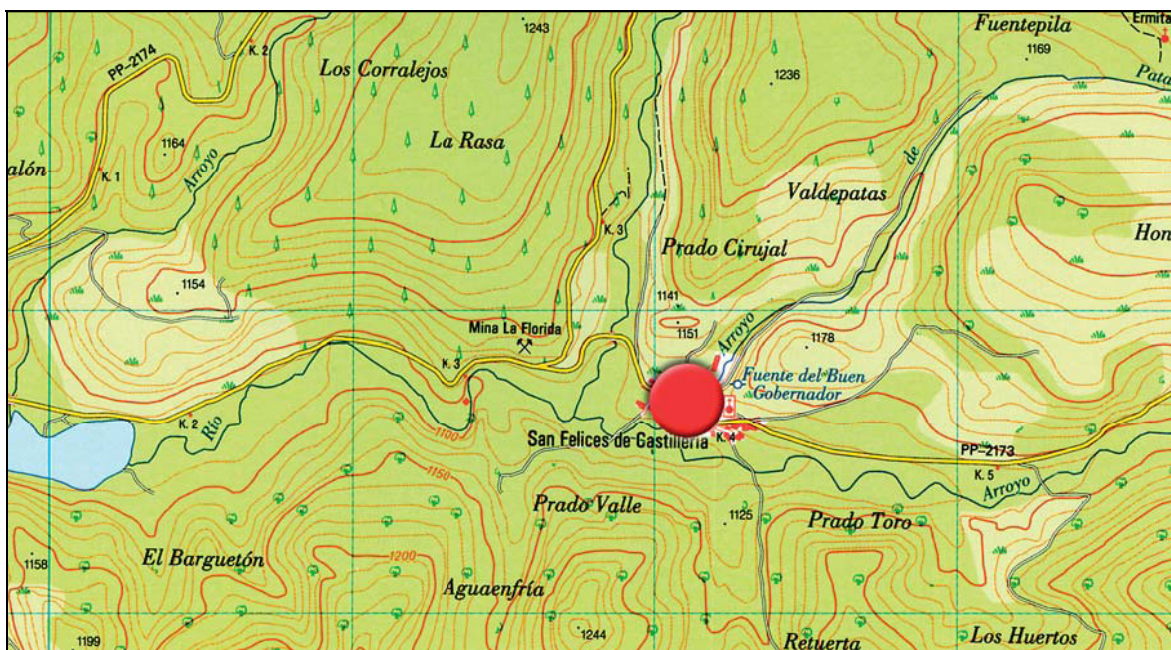 1243
Fuentepila
Ermita
K. 2
PP-2174
1169
Los Corralejos
1236
Pata
La Rasa
1164
alón
K. 1
Arroyo
de
Valdepatas
K. 3
Hon
Prado Cirujal
1154
1141
1151
Arroyo
Mina La Florida
1178
K. 3
Fuente del Buen
Gobernador
K. 2
Río
1100
San Felices de Castillería
K. 4
PP-2173
K. 5
Arroyo
1150
Prado Valle
1125
Prado Toro
El Barguetón
1200
1158
Aguaenfría
1199
1244
Retuerta
Los Huertos